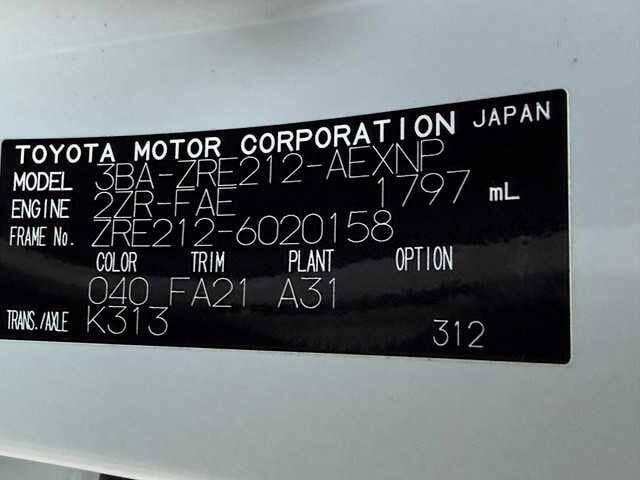 TOYOTA MOTOR CORPORATION JAPAN
MODEL 3BA-ZRE212-AEXNP
ENGINE 2ZR-FAE 1797 mL
FRAME No. ZRE212-6020158
COLOR TRIM PLANT OPTION
040 FA21 A31
TRANS./AXLE K313 312